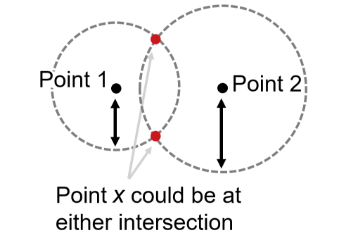 Point 1
Point 2
Point x could be at
either intersection